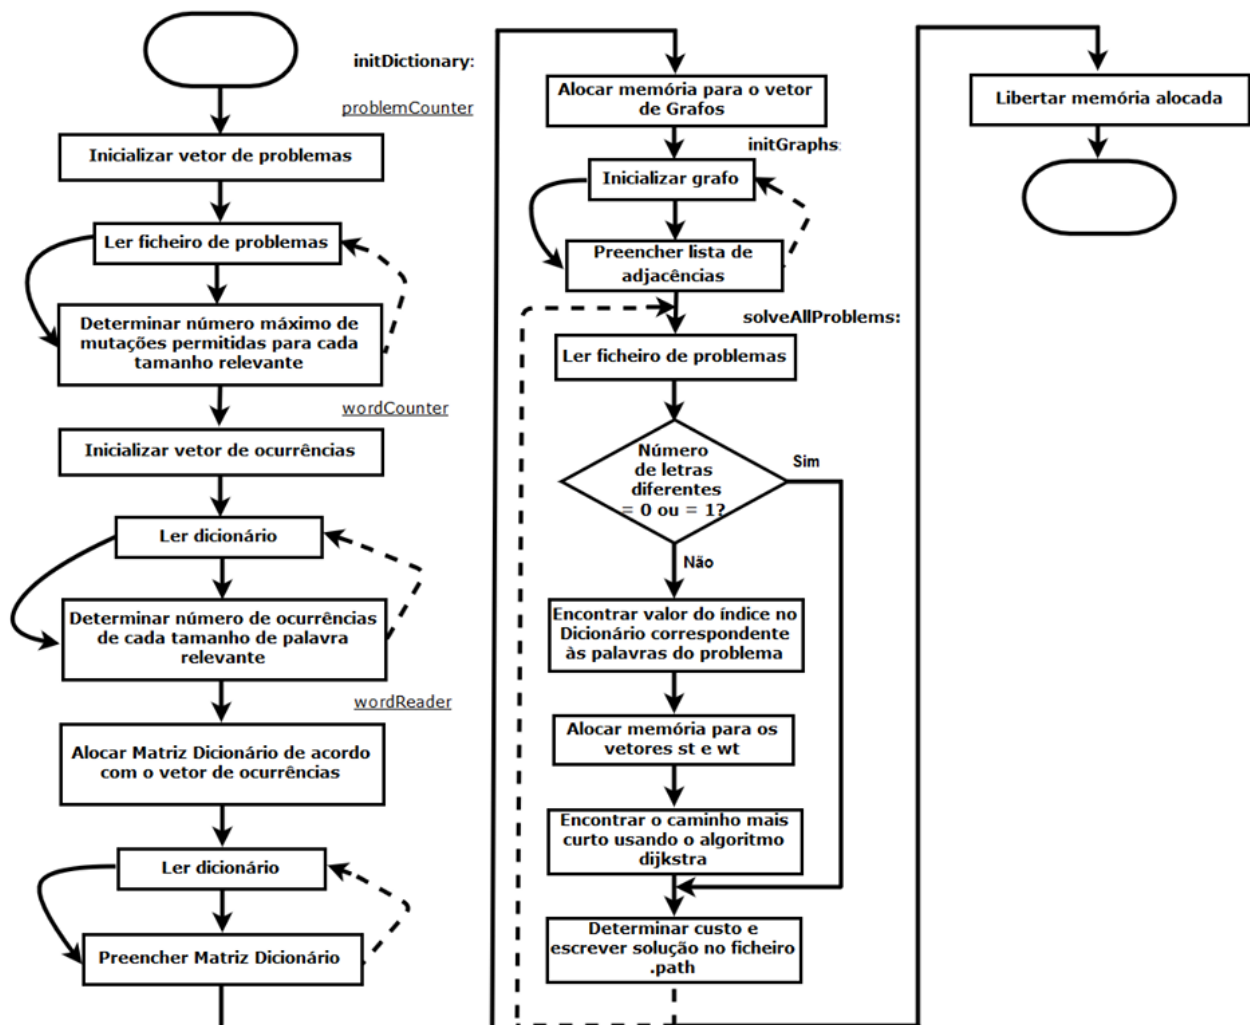 initDictionary:
problemCounter
Inicializar vetor de problemas
Ler ficheiro de problemas
Determinar número máximo de
mutações permitidas para cada
tamanho relevante
wordCounter
Inicializar vetor de ocurrências
Ler dicionário
Determinar número de ocurrências
de cada tamanho de palavra
relevante
wordReader
Alocar Matriz Dicionário de acordo
com o vetor de ocurrências
Ler dicionário
Preencher Matriz Dicionário
Alocar memória para o vetor
de Grafos
initGraphs:
Inicializar grafo
Preencher lista de
adjacências
solveAllProblems:
Ler ficheiro de problemas
Número
de letras
diferentes
= 0 ou = 1?
Sim
Não
Encontrar valor do índice no
Dicionário correspondente
às palavras do problema
Alocar memória para os
vetores st e wt
Encontrar o caminho mais
curto usando o algoritmo
dijkstra
Determinar custo e
escrever solução no ficheiro
.path
Libertar memória alocada